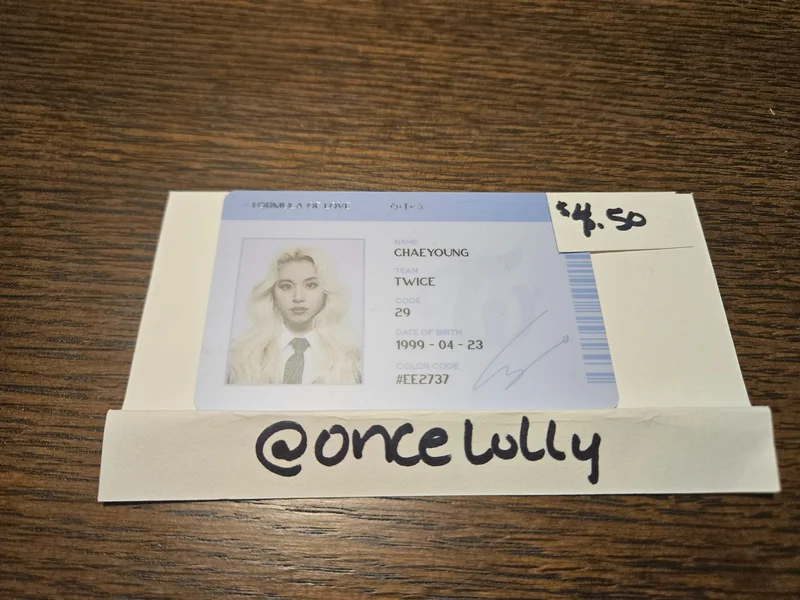 FORMULA OF LOVE O+T=<3
$4.50
NAME
CHAEYOUNG
TEAM
TWICE
CODE
29
DATE OF BIRTH
1999 - 04 - 23
COLOR CODE
#EE2737
@oncelully